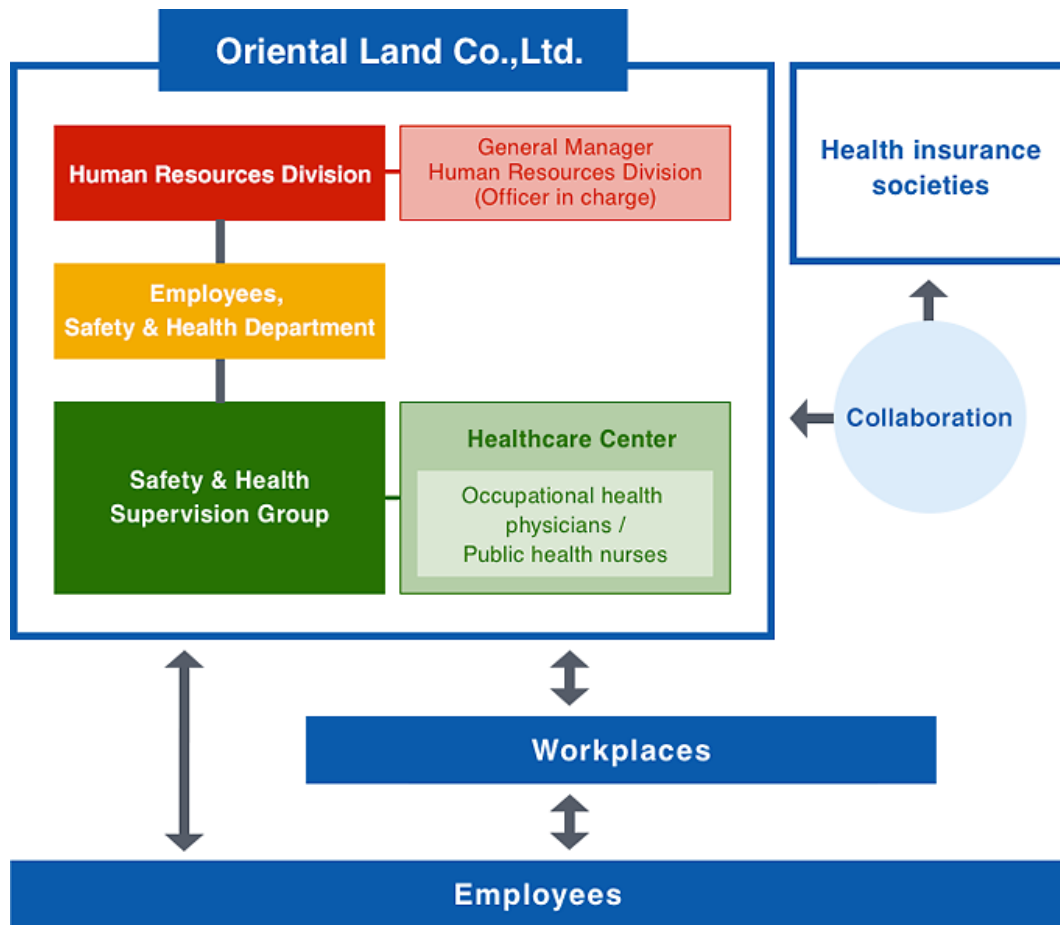 Oriental Land Co.,Ltd.
Human Resources Division
General Manager
Human Resources Division
(Officer in charge)
Health insurance
societies
Employees,
Safety & Health Department
Collaboration
Safety & Health
Supervision Group
Healthcare Center
Occupational health
physicians /
Public health nurses
Workplaces
Employees